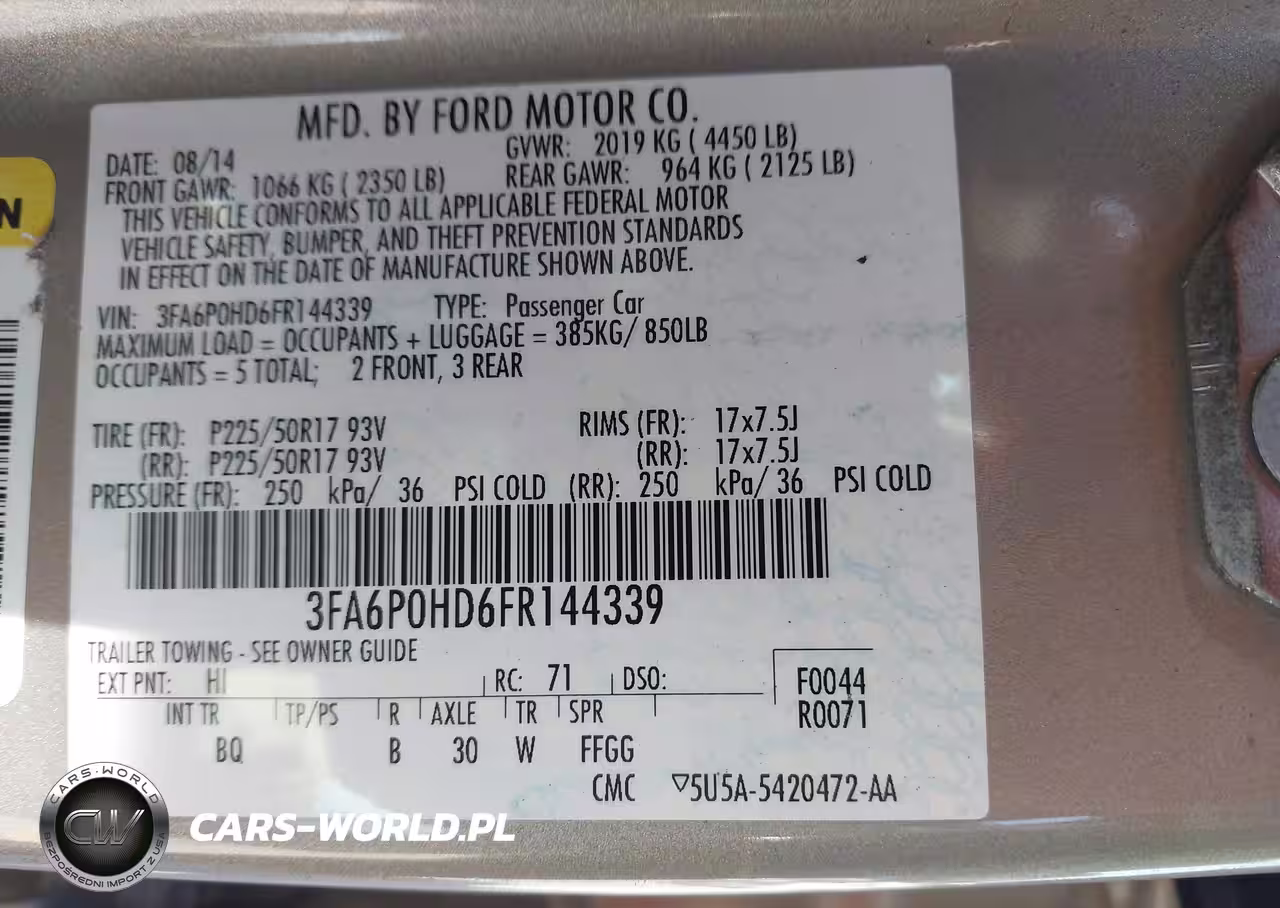 MFD. BY FORD MOTOR CO.
DATE: 08/14 GVWR: 2019 KG ( 4450 LB)
FRONT GAWR: 1066 KG ( 2350 LB) REAR GAWR: 964 KG ( 2125 LB)
THIS VEHICLE CONFORMS TO ALL APPLICABLE FEDERAL MOTOR
VEHICLE SAFETY, BUMPER, AND THEFT PREVENTION STANDARDS
IN EFFECT ON THE DATE OF MANUFACTURE SHOWN ABOVE.
VIN: 3FA6P0HD6FR144339 TYPE: Passenger Car
MAXIMUM LOAD = OCCUPANTS + LUGGAGE = 385KG/ 850LB
OCCUPANTS = 5 TOTAL; 2 FRONT, 3 REAR
TIRE (FR): P225/50R17 93V RIMS (FR): 17x7.5J
(RR): P225/50R17 93V (RR): 17x7.5J
PRESSURE (FR): 250 kPa/ 36 PSI COLD (RR): 250 kPa/ 36 PSI COLD
3FA6P0HD6FR144339
TRAILER TOWING - SEE OWNER GUIDE
EXT PNT: HI RC: 71 DSO: F0044
INT TR TP/PS R AXLE TR SPR R0071
BQ B 30 W FFGG
CMC ▽5U5A-5420472-AA
N
CARS-WORLD
CW
BEZPOŚREDNI IMPORT Z USA
CARS-WORLD.PL